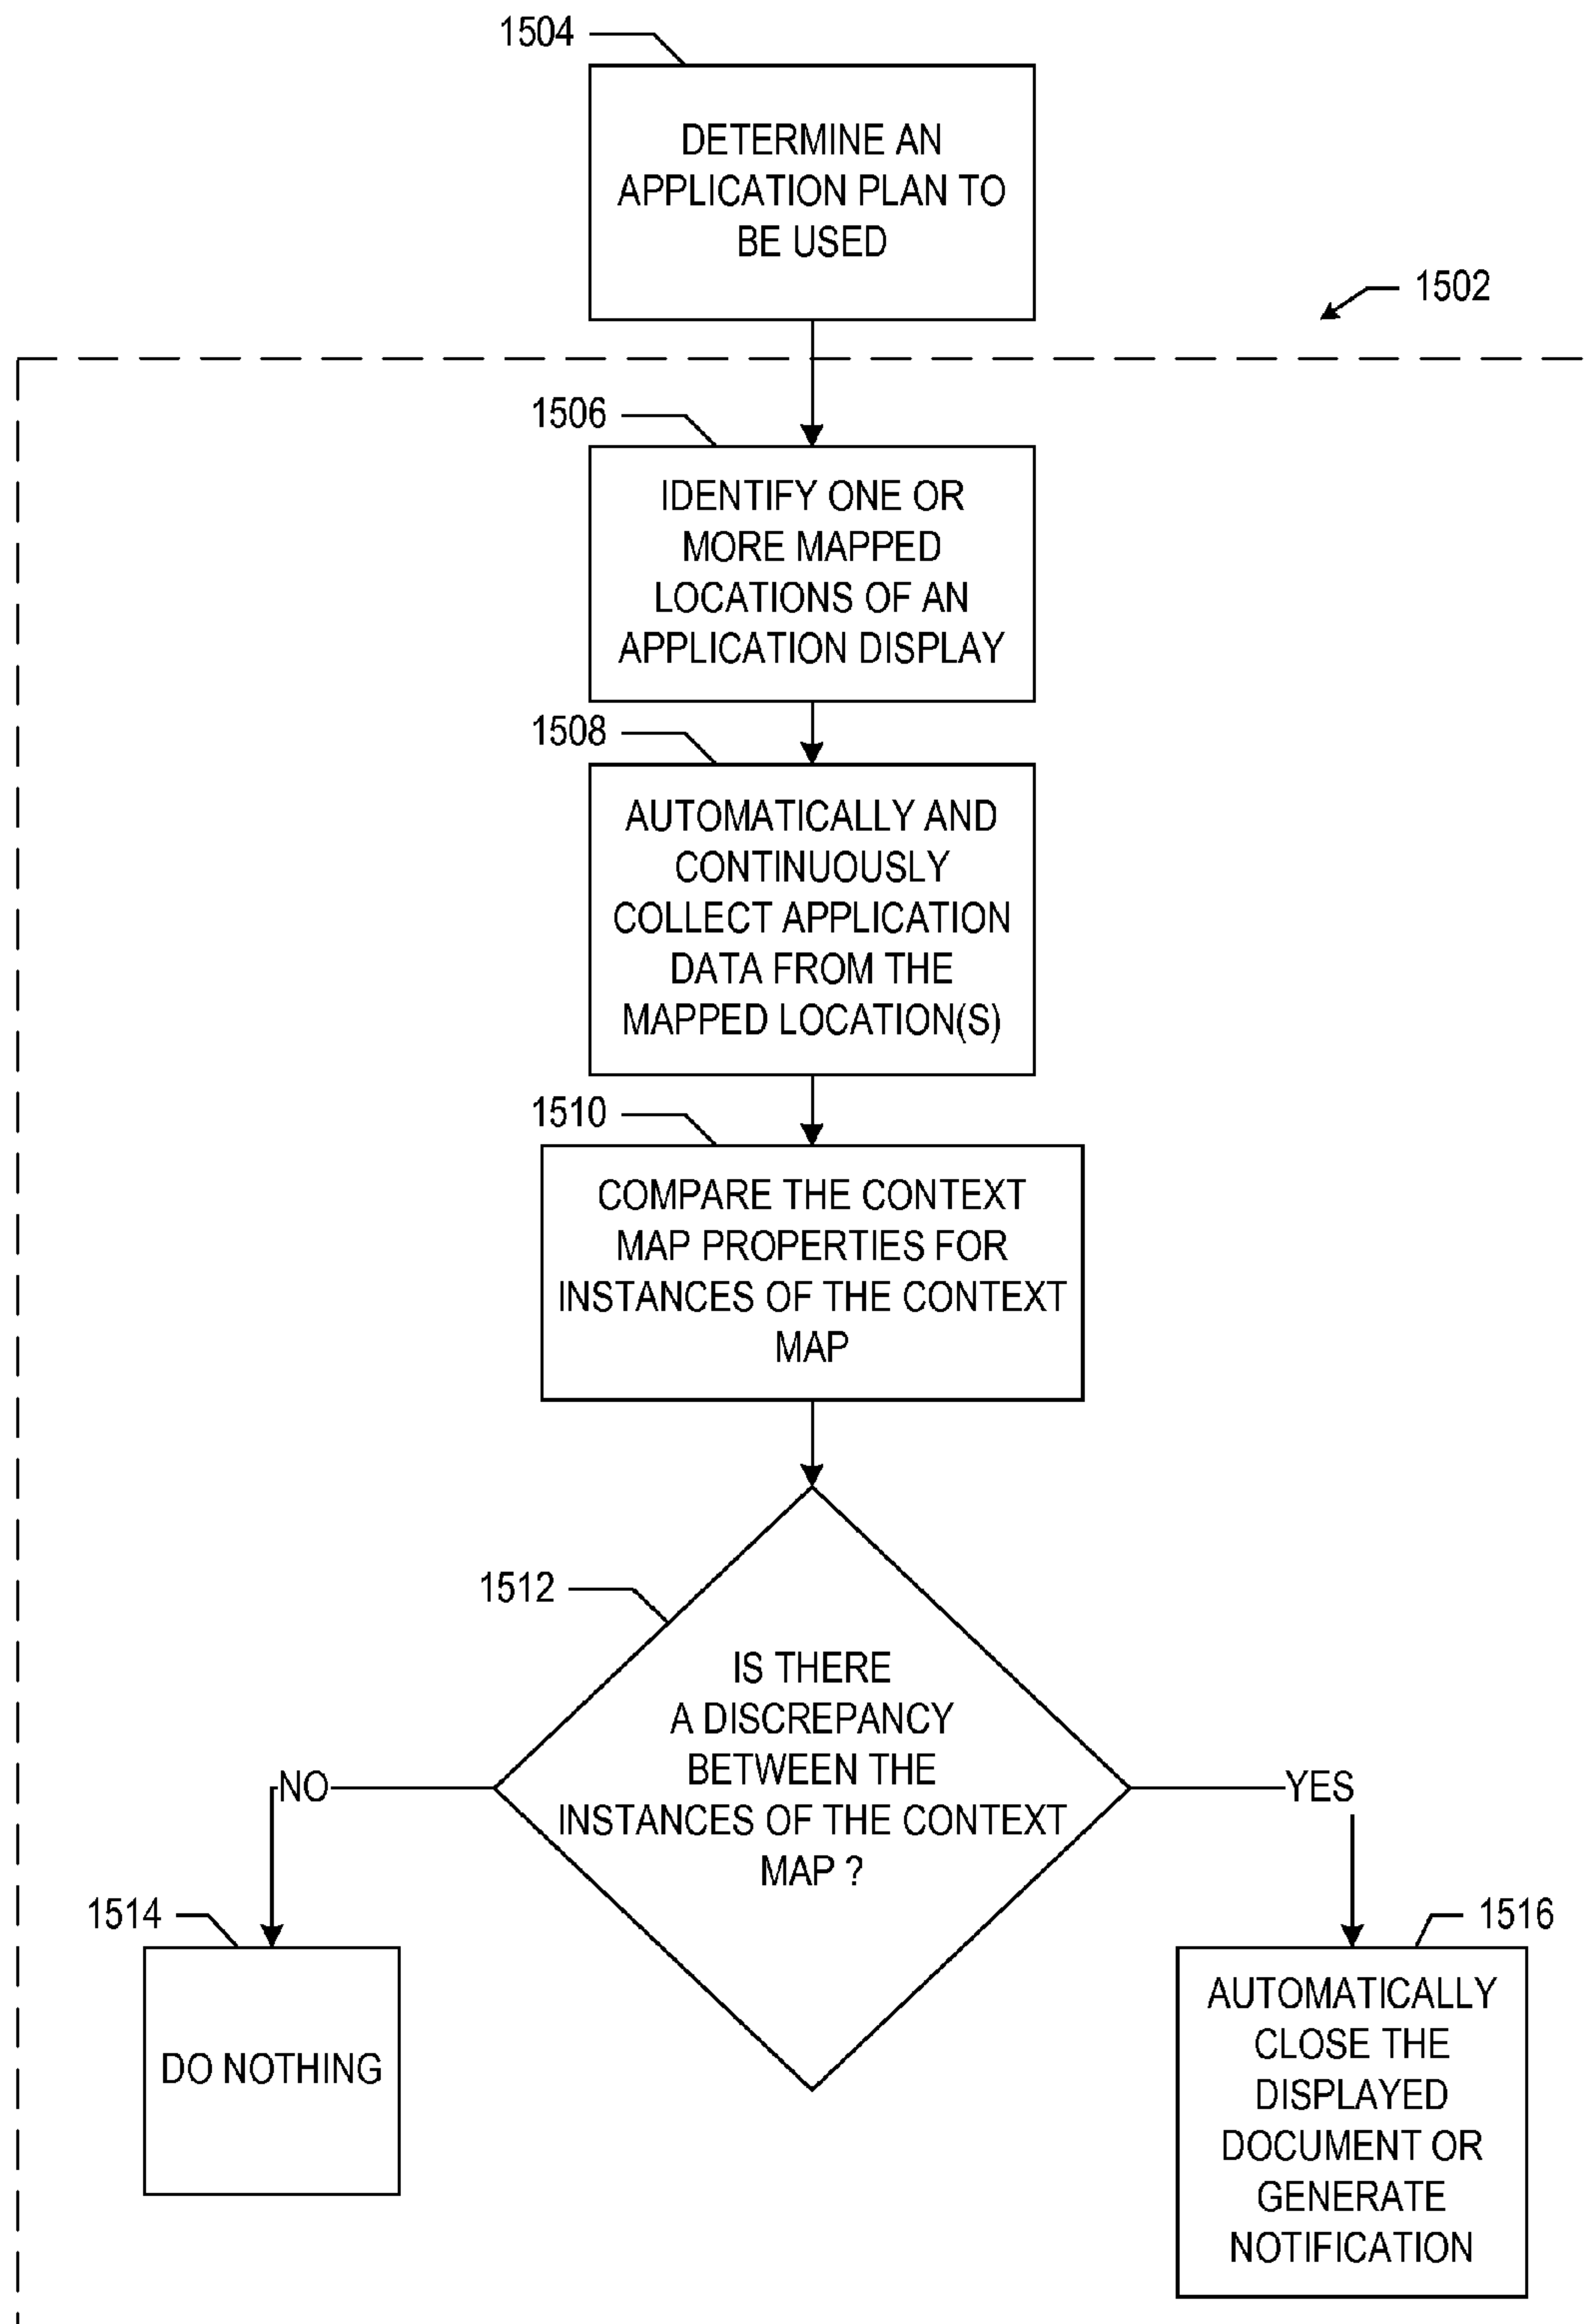 1504
DETERMINE AN
APPLICATION PLAN TO
BE USED
1502
1506
IDENTIFY ONE OR
MORE MAPPED
LOCATIONS OF AN
APPLICATION DISPLAY
1508
AUTOMATICALLY AND
CONTINUOUSLY
COLLECT APPLICATION
DATA FROM THE
MAPPED LOCATION(S)
1510
COMPARE THE CONTEXT
MAP PROPERTIES FOR
INSTANCES OF THE CONTEXT
MAP
1512
IS THERE
A DISCREPANCY
BETWEEN THE
INSTANCES OF THE CONTEXT
MAP ?
NO
YES
1514
DO NOTHING
1516
AUTOMATICALLY
CLOSE THE
DISPLAYED
DOCUMENT OR
GENERATE
NOTIFICATION